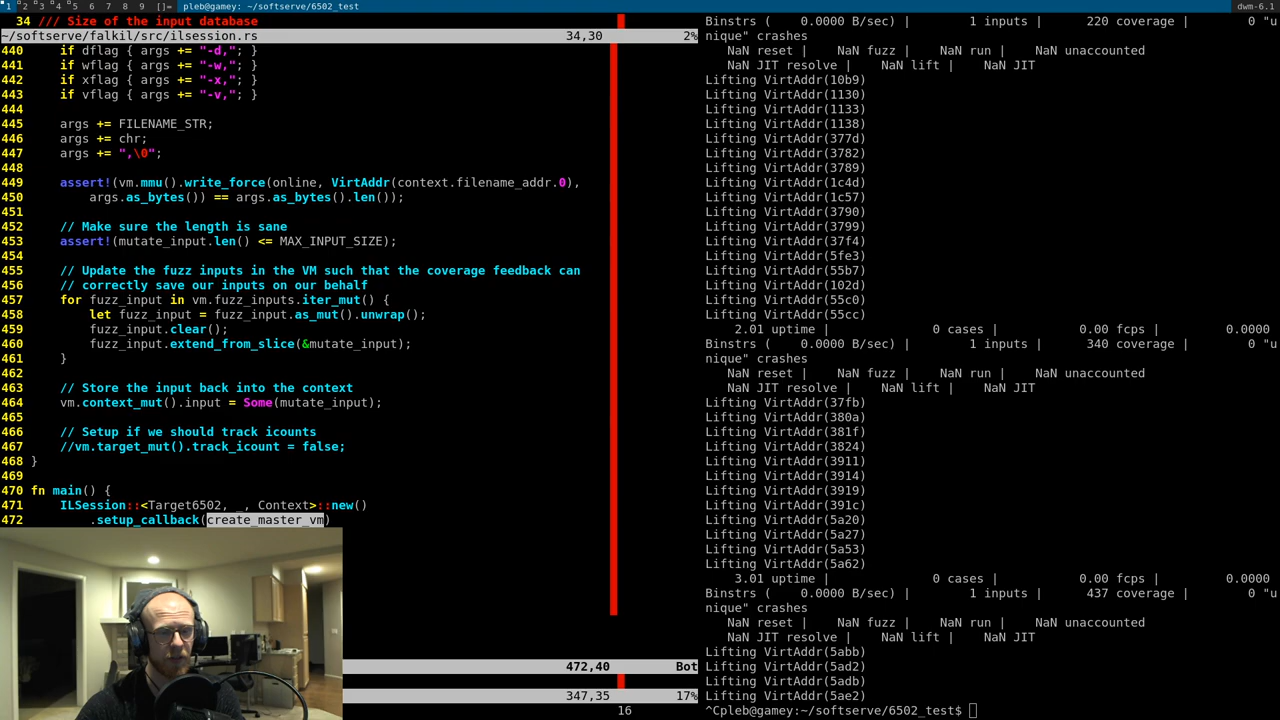 1 2 3 4 5 6 7 8 9 []= pleb@gamey: ~/softserve/6502_test dwm-6.1
34 /// Size of the input database
~/softserve/falkil/src/ilsession.rs 34,30 2%
440 if dflag { args += "-d,"; }
441 if wflag { args += "-w,"; }
442 if xflag { args += "-x,"; }
443 if vflag { args += "-v,"; }
444
445 args += FILENAME_STR;
446 args += chr;
447 args += ",\0";
448
449 assert!(vm.mmu().write_force(online, VirtAddr(context.filename_addr.0),
450 args.as_bytes()) == args.as_bytes().len());
451
452 // Make sure the length is sane
453 assert!(mutate_input.len() <= MAX_INPUT_SIZE);
454
455 // Update the fuzz inputs in the VM such that the coverage feedback can
456 // correctly save our inputs on our behalf
457 for fuzz_input in vm.fuzz_inputs.iter_mut() {
458 let fuzz_input = fuzz_input.as_mut().unwrap();
459 fuzz_input.clear();
460 fuzz_input.extend_from_slice(&mutate_input);
461 }
462
463 // Store the input back into the context
464 vm.context_mut().input = Some(mutate_input);
465
466 // Setup if we should track icounts
467 //vm.target_mut().track_icount = false;
468 }
469
470 fn main() {
471 ILSession::<Target6502, _, Context>::new()
472 .setup_callback(create_master_vm)
472,40 Bot
347,35 17%
16
Binstrs ( 0.0000 B/sec) | 1 inputs | 220 coverage | 0 "u
nique" crashes
NaN reset | NaN fuzz | NaN run | NaN unaccounted
NaN JIT resolve | NaN lift | NaN JIT
Lifting VirtAddr(10b9)
Lifting VirtAddr(1130)
Lifting VirtAddr(1133)
Lifting VirtAddr(1138)
Lifting VirtAddr(377d)
Lifting VirtAddr(3782)
Lifting VirtAddr(3789)
Lifting VirtAddr(1c4d)
Lifting VirtAddr(1c57)
Lifting VirtAddr(3790)
Lifting VirtAddr(3799)
Lifting VirtAddr(37f4)
Lifting VirtAddr(5fe3)
Lifting VirtAddr(55b7)
Lifting VirtAddr(102d)
Lifting VirtAddr(55c0)
Lifting VirtAddr(55cc)
2.01 uptime | 0 cases | 0.00 fcps | 0.0000
Binstrs ( 0.0000 B/sec) | 1 inputs | 340 coverage | 0 "u
nique" crashes
NaN reset | NaN fuzz | NaN run | NaN unaccounted
NaN JIT resolve | NaN lift | NaN JIT
Lifting VirtAddr(37fb)
Lifting VirtAddr(380a)
Lifting VirtAddr(381f)
Lifting VirtAddr(3824)
Lifting VirtAddr(3911)
Lifting VirtAddr(3914)
Lifting VirtAddr(3919)
Lifting VirtAddr(391c)
Lifting VirtAddr(5a20)
Lifting VirtAddr(5a27)
Lifting VirtAddr(5a53)
Lifting VirtAddr(5a62)
3.01 uptime | 0 cases | 0.00 fcps | 0.0000
Binstrs ( 0.0000 B/sec) | 1 inputs | 437 coverage | 0 "u
nique" crashes
NaN reset | NaN fuzz | NaN run | NaN unaccounted
NaN JIT resolve | NaN lift | NaN JIT
Lifting VirtAddr(5abb)
Lifting VirtAddr(5ad2)
Lifting VirtAddr(5adb)
Lifting VirtAddr(5ae2)
^Cpleb@gamey:~/softserve/6502_test$